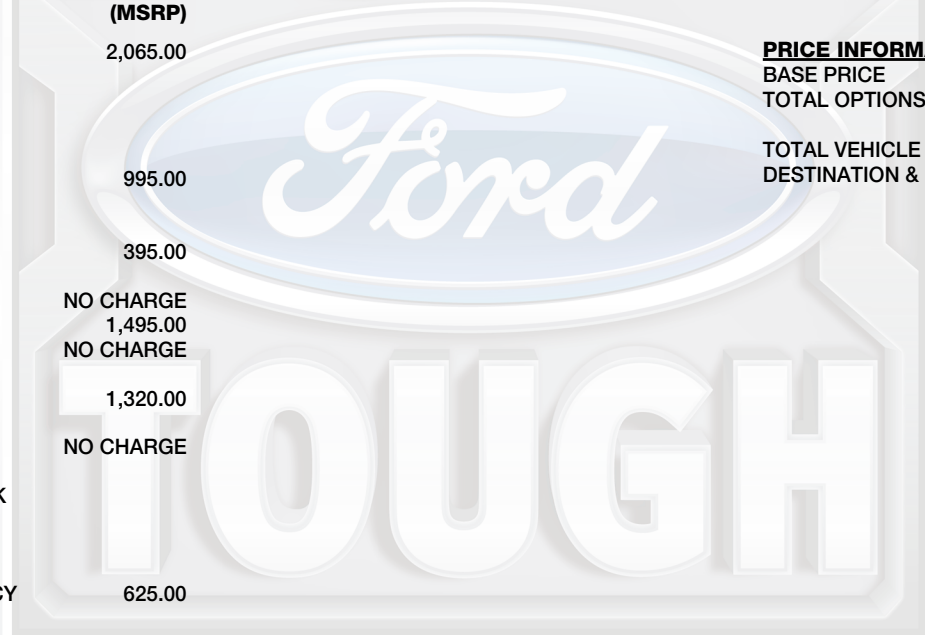 (MSRP)
2,065.00
995.00
395.00
NO CHARGE
1,495.00
NO CHARGE
1,320.00
NO CHARGE
K
CY 625.00
PRICE INFORMA
BASE PRICE
TOTAL OPTIONS
TOTAL VEHICLE
DESTINATION &
Ford
TOUGH